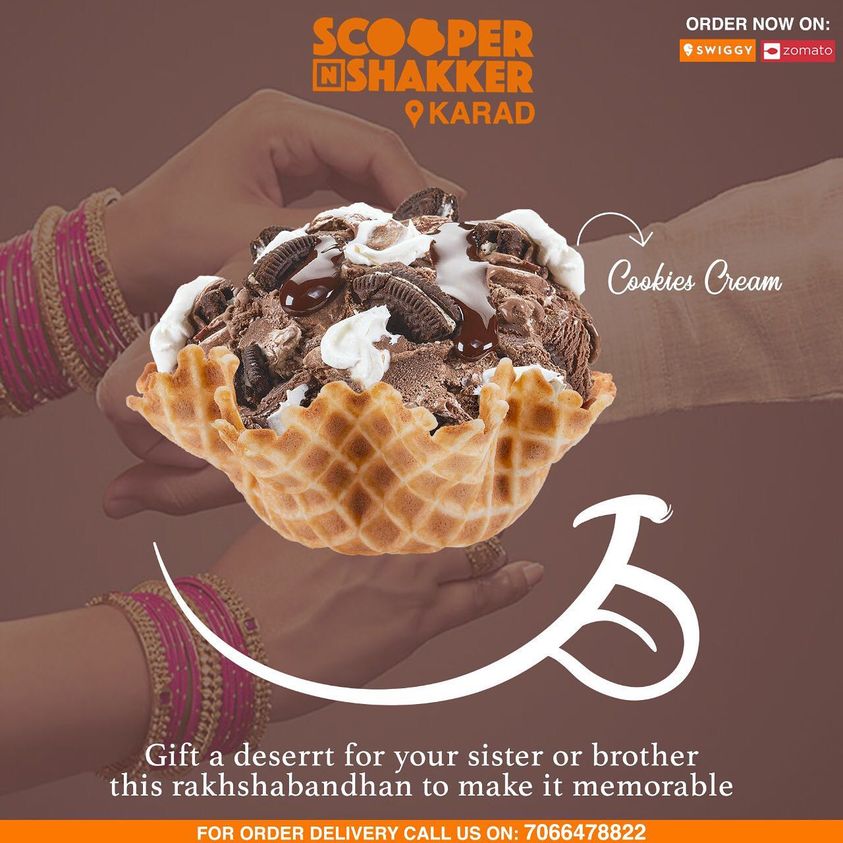 SCOOPER
N SHAKKER
KARAD
ORDER NOW ON:
SWIGGY zomato
Cookies Cream
Gift a deserrt for your sister or brother
this rakhshabandhan to make it memorable
FOR ORDER DELIVERY CALL US ON: 7066478822